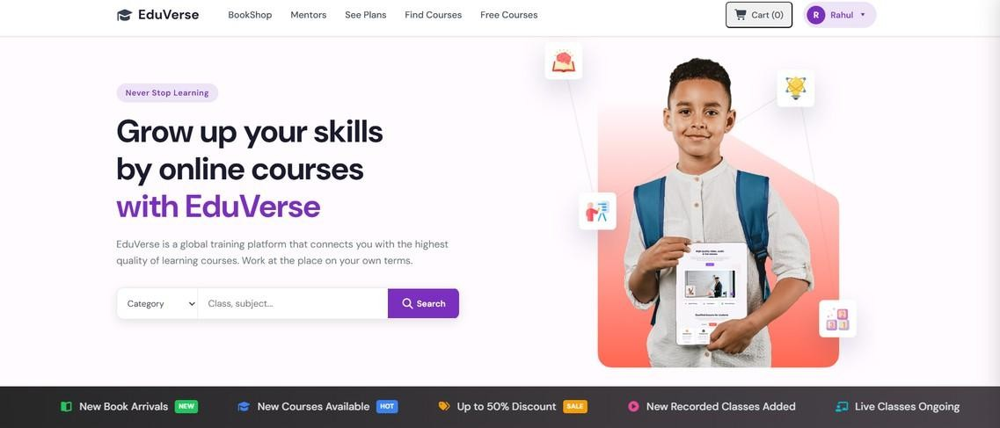 EduVerse
BookShop
Mentors
See Plans
Find Courses
Free Courses
Cart (0)
R
Rahul
Never Stop Learning
Grow up your skills
by online courses
with EduVerse
EduVerse is a global training platform that connects you with the highest
quality of learning courses. Work at the place on your own terms.
Category
Class, subject...
Search
New Book Arrivals
NEW
New Courses Available
HOT
Up to 50% Discount
SALE
New Recorded Classes Added
Live Classes Ongoing